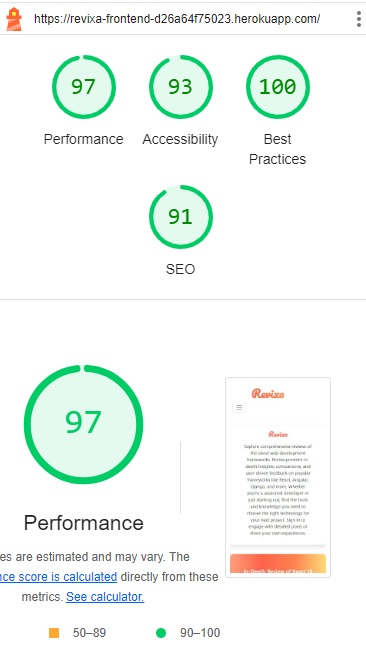 https://revixa-frontend-d26a64f75023.herokuapp.com/
97
93
100
Performance
Accessibility
Best
Practices
91
SEO
97
Performance
es are estimated and may vary. The
nce score is calculated directly from these
metrics. See calculator.
50–89
90–100
Revixa
Revixa
Explore comprehensive reviews of
the latest web development
frameworks. Revixa provides in-
depth insights, comparisons, and
user-driven feedback on popular
frameworks like React, Angular,
Django, and more. Whether
you're a seasoned developer or
just starting out, find the tools
and knowledge you need to
choose the right technology for
your next project. Sign in to
engage with detailed posts or
share your own experiences.
In-Depth Review of React 18